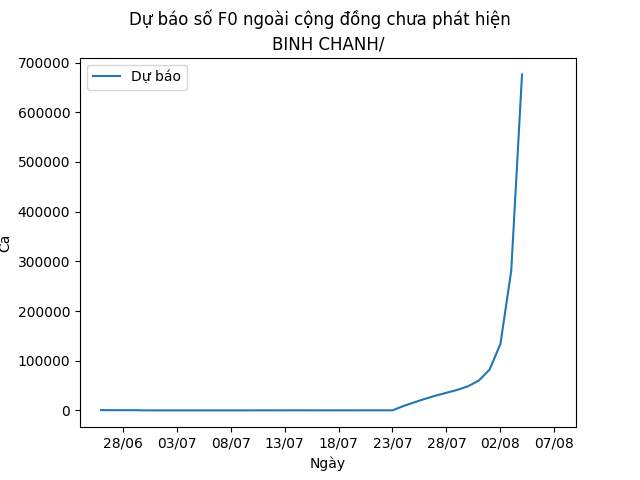 Dự báo số F0 ngoài cộng đồng chưa phát hiện
BINH CHANH/
Dự báo
700000
600000
500000
400000
300000
200000
100000
0
Ca
28/06 03/07 08/07 13/07 18/07 23/07 28/07 02/08 07/08
Ngày